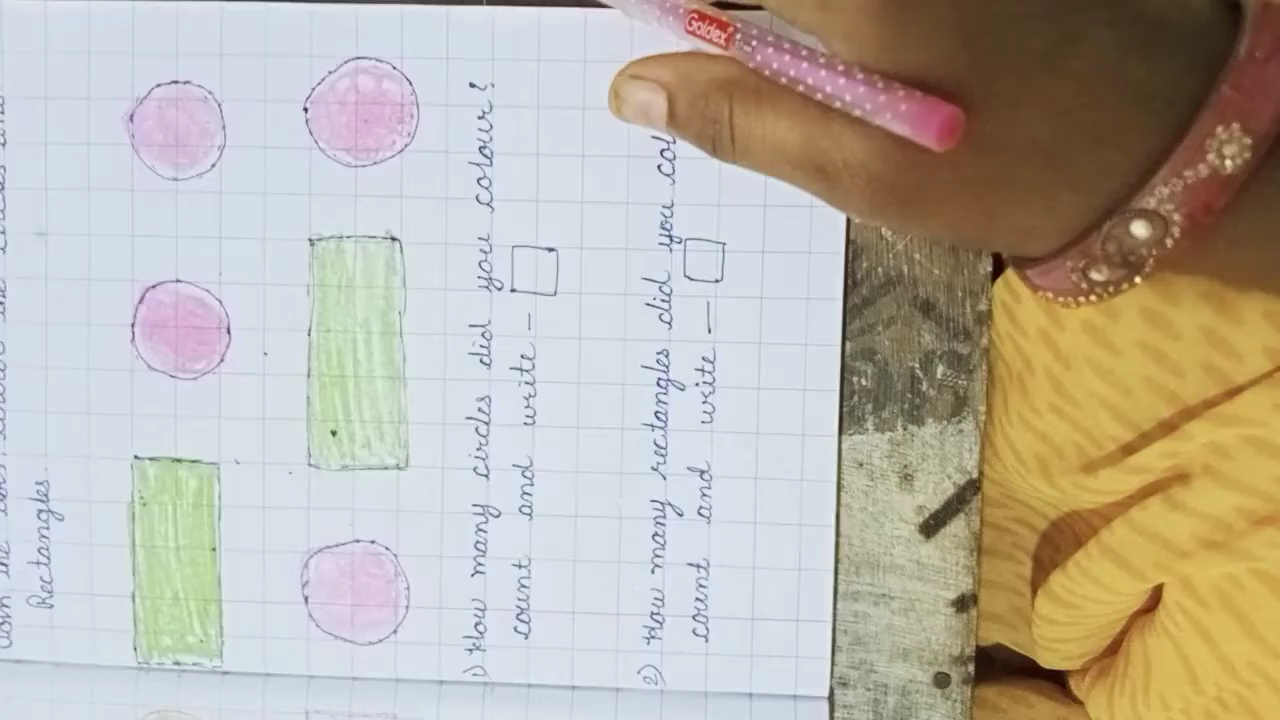 Rectangles.
1) How many circles did you colour?
count and write - 
2) How many rectangles did you col
count and write -
Goldex